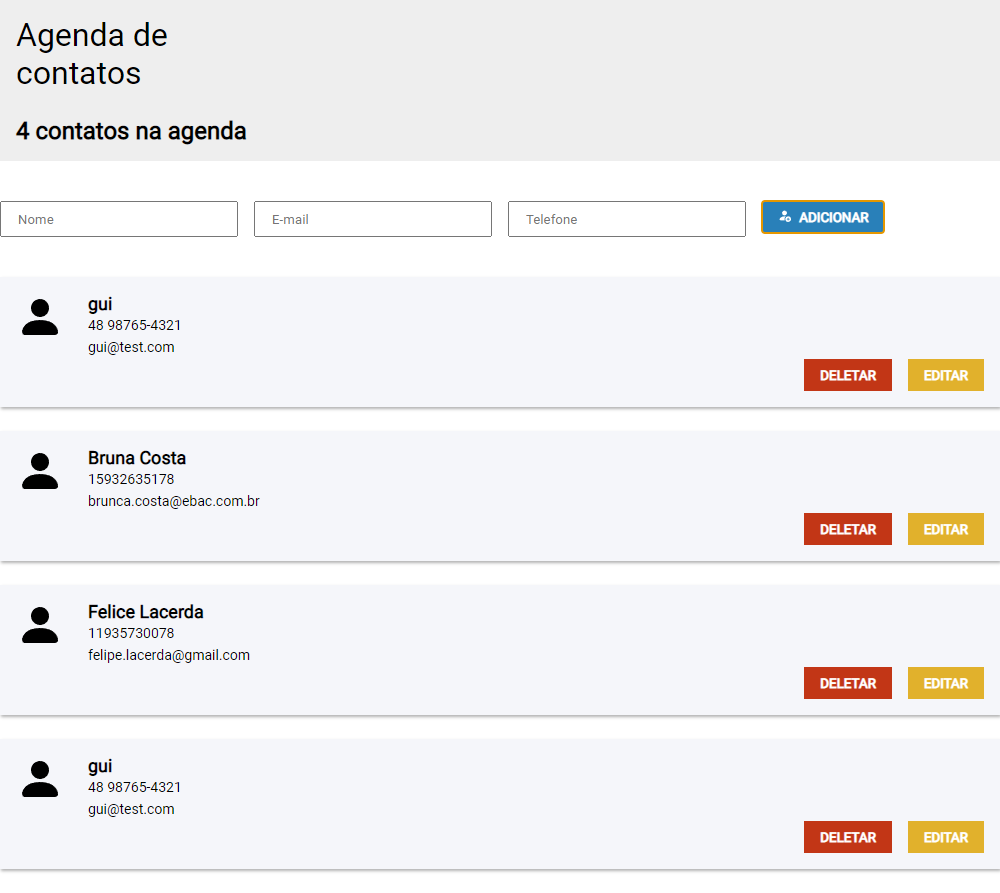 Agenda de
contatos
4 contatos na agenda
Nome E-mail Telefone ADICIONAR
gui
48 98765-4321
gui@test.com
DELETAR EDITAR
Bruna Costa
15932635178
brunca.costa@ebac.com.br
DELETAR EDITAR
Felice Lacerda
11935730078
felipe.lacerda@gmail.com
DELETAR EDITAR
gui
48 98765-4321
gui@test.com
DELETAR EDITAR